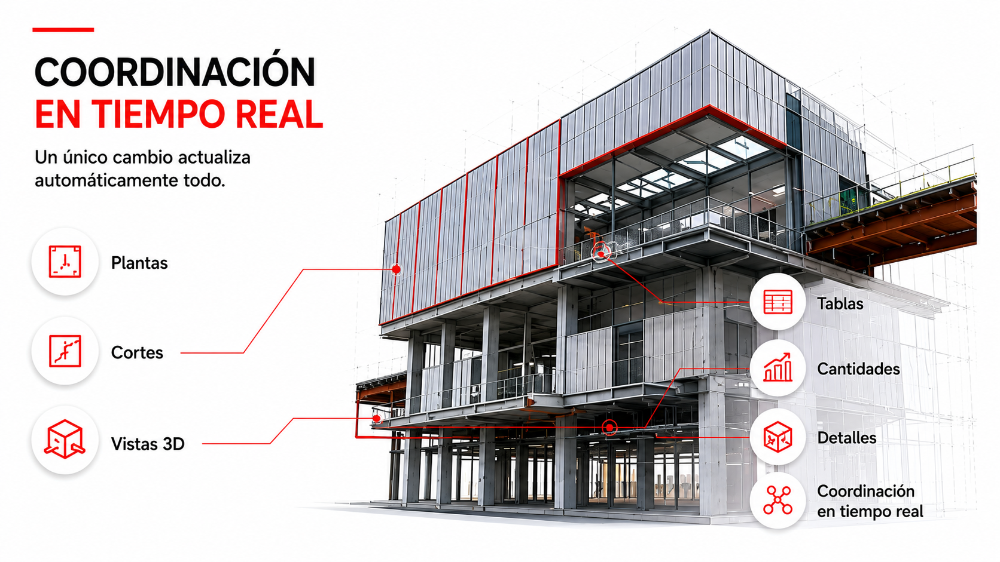 COORDINACIÓN
EN TIEMPO REAL
Un único cambio actualiza
automáticamente todo.
Plantas
Cortes
Vistas 3D
Tablas
Cantidades
Detalles
Coordinación
en tiempo real